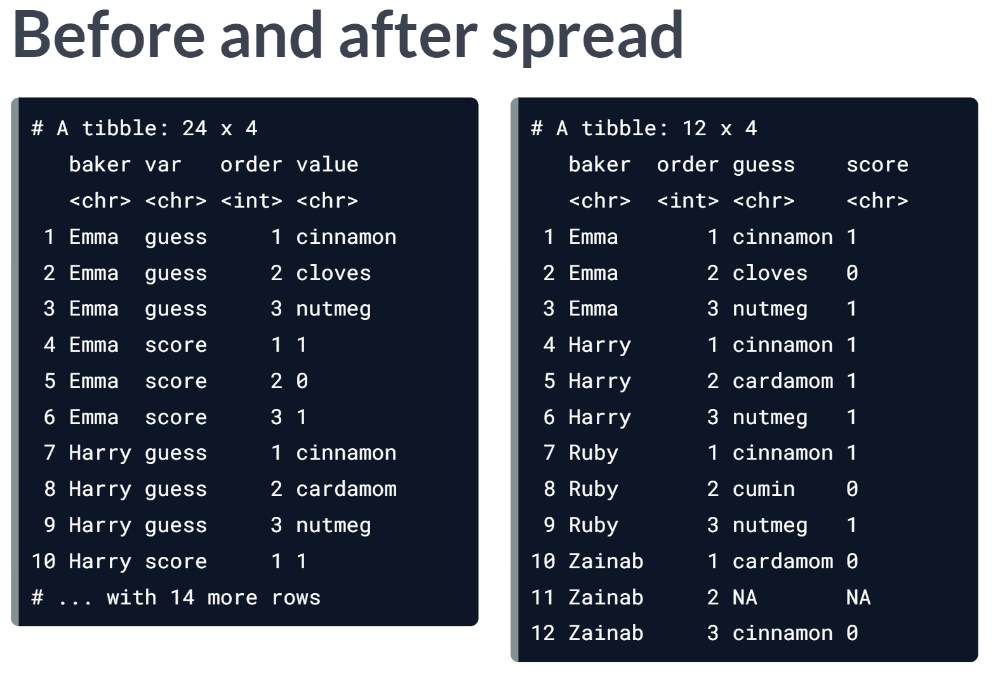 Before and after spread
# A tibble: 24 x 4
   baker var   order value
   <chr> <chr> <int> <chr>
 1 Emma  guess     1 cinnamon
 2 Emma  guess     2 cloves
 3 Emma  guess     3 nutmeg
 4 Emma  score     1 1
 5 Emma  score     2 0
 6 Emma  score     3 1
 7 Harry guess     1 cinnamon
 8 Harry guess     2 cardamom
 9 Harry guess     3 nutmeg
10 Harry score     1 1
# ... with 14 more rows
# A tibble: 12 x 4
   baker  order guess    score
   <chr>  <int> <chr>    <chr>
 1 Emma       1 cinnamon 1
 2 Emma       2 cloves   0
 3 Emma       3 nutmeg   1
 4 Harry      1 cinnamon 1
 5 Harry      2 cardamom 1
 6 Harry      3 nutmeg   1
 7 Ruby       1 cinnamon 1
 8 Ruby       2 cumin    0
 9 Ruby       3 nutmeg   1
10 Zainab     1 cardamom 0
11 Zainab     2 NA       NA
12 Zainab     3 cinnamon 0